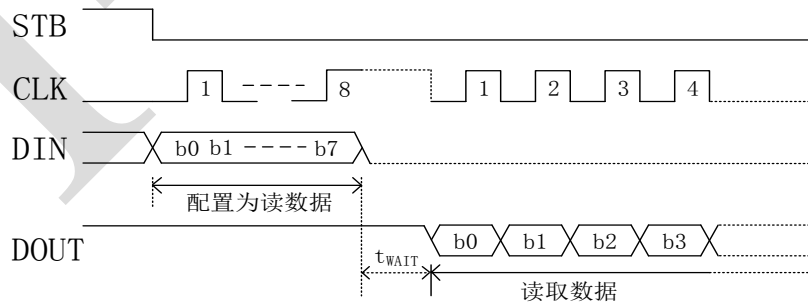 STB
CLK 1 8 1 2 3 4
DIN b0 b1 b7
配置为读数据
DOUT b0 b1 b2 b3
tWAIT
读取数据